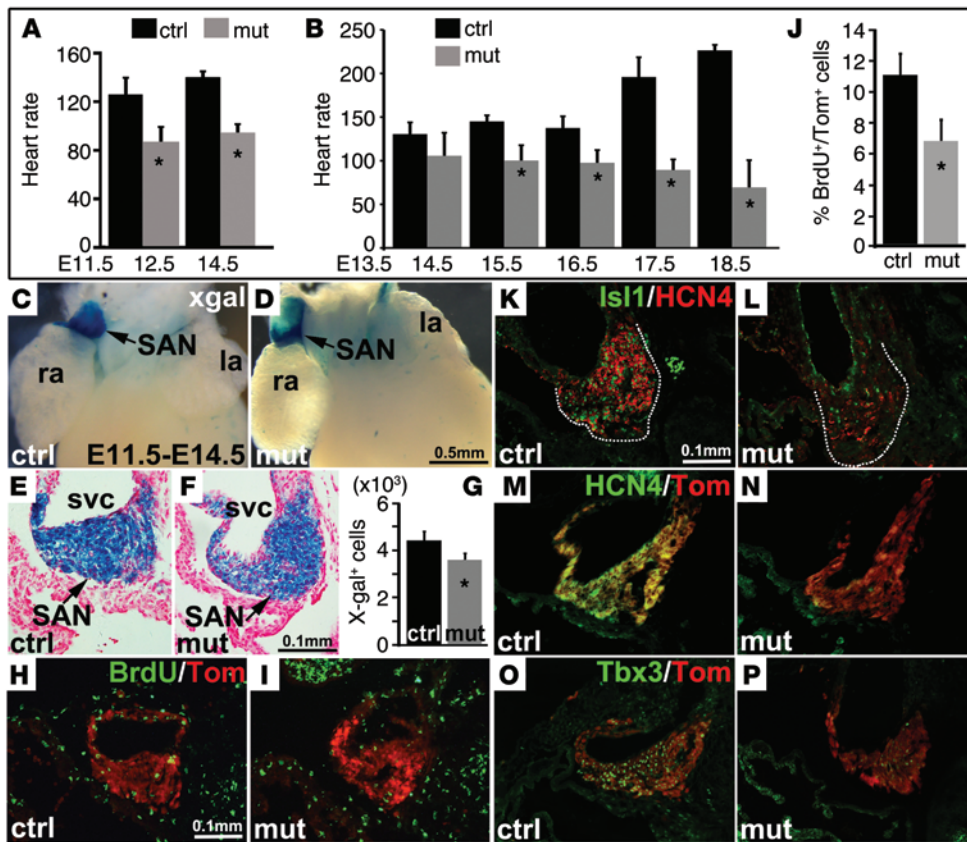 A ctrl mut
Heart rate
160
120
80
40
0
* *
E11.5 12.5 14.5
B ctrl
mut
Heart rate
250
200
150
100
50
0
* * * *
E13.5 14.5 15.5 16.5 17.5 18.5
J
% BrdU+/Tom+ cells
14
12
10
8
6
4
2
0
*
ctrl mut
C xgal
SAN
ra la
ctrl E11.5-E14.5
D
la
SAN
ra
mut 0.5mm
K Isl1/HCN4
ctrl 0.1mm
L
mut
E svc
SAN
ctrl
F svc
SAN
mut 0.1mm
(x10³) G
X-gal+ cells
6
4
2
0
*
ctrl mut
M HCN4/Tom
ctrl
N
mut
H BrdU/Tom
ctrl 0.1mm
I
mut
O Tbx3/Tom
ctrl
P
mut